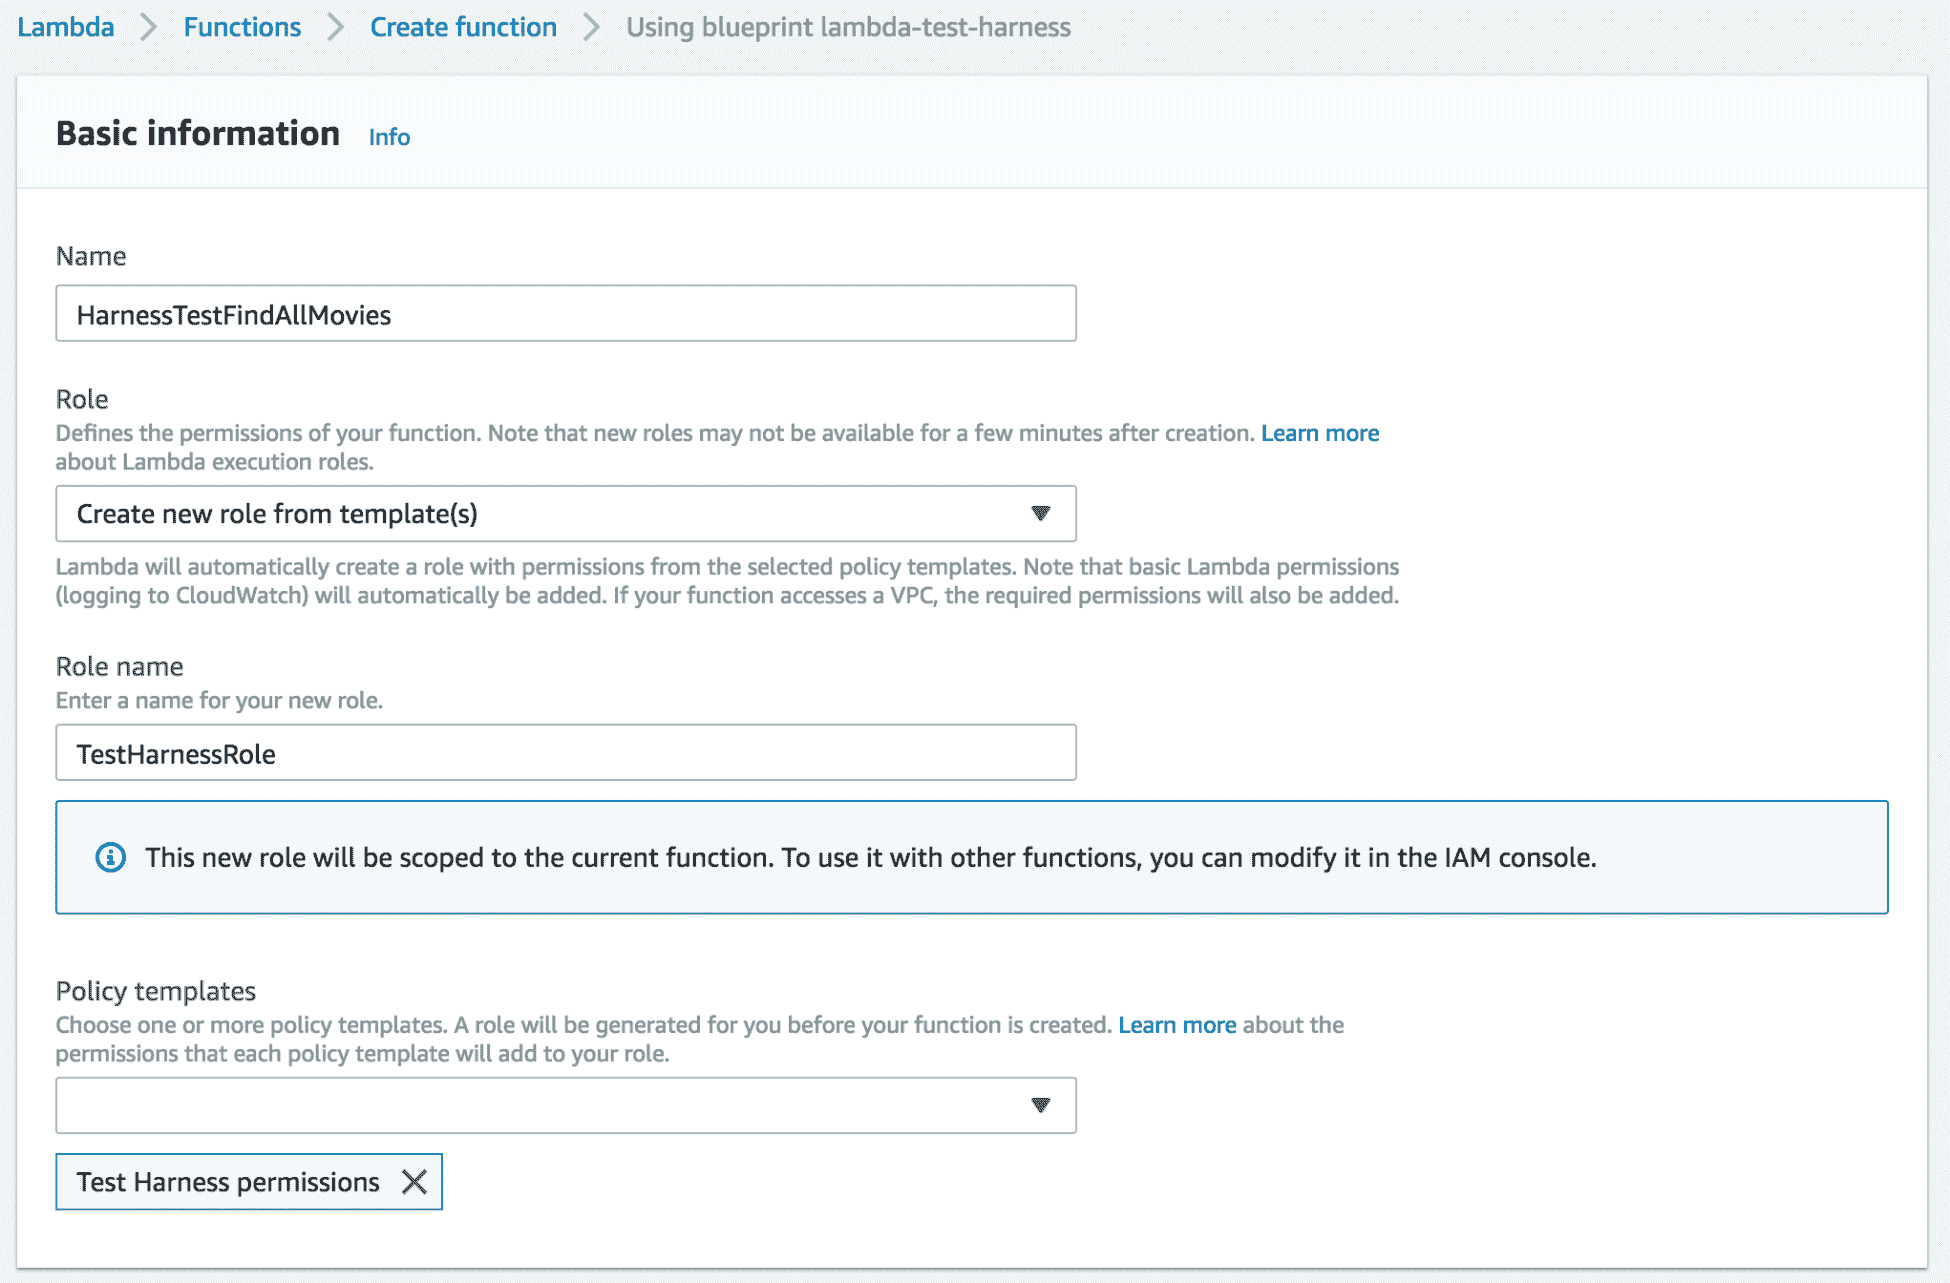 Lambda > Functions > Create function > Using blueprint lambda-test-harness
Basic information Info
Name
HarnessTestFindAllMovies
Role
Defines the permissions of your function. Note that new roles may not be available for a few minutes after creation. Learn more
about Lambda execution roles.
Create new role from template(s)
Lambda will automatically create a role with permissions from the selected policy templates. Note that basic Lambda permissions
(logging to CloudWatch) will automatically be added. If your function accesses a VPC, the required permissions will also be added.
Role name
Enter a name for your new role.
TestHarnessRole
This new role will be scoped to the current function. To use it with other functions, you can modify it in the IAM console.
Policy templates
Choose one or more policy templates. A role will be generated for you before your function is created. Learn more about the
permissions that each policy template will add to your role.
Test Harness permissions